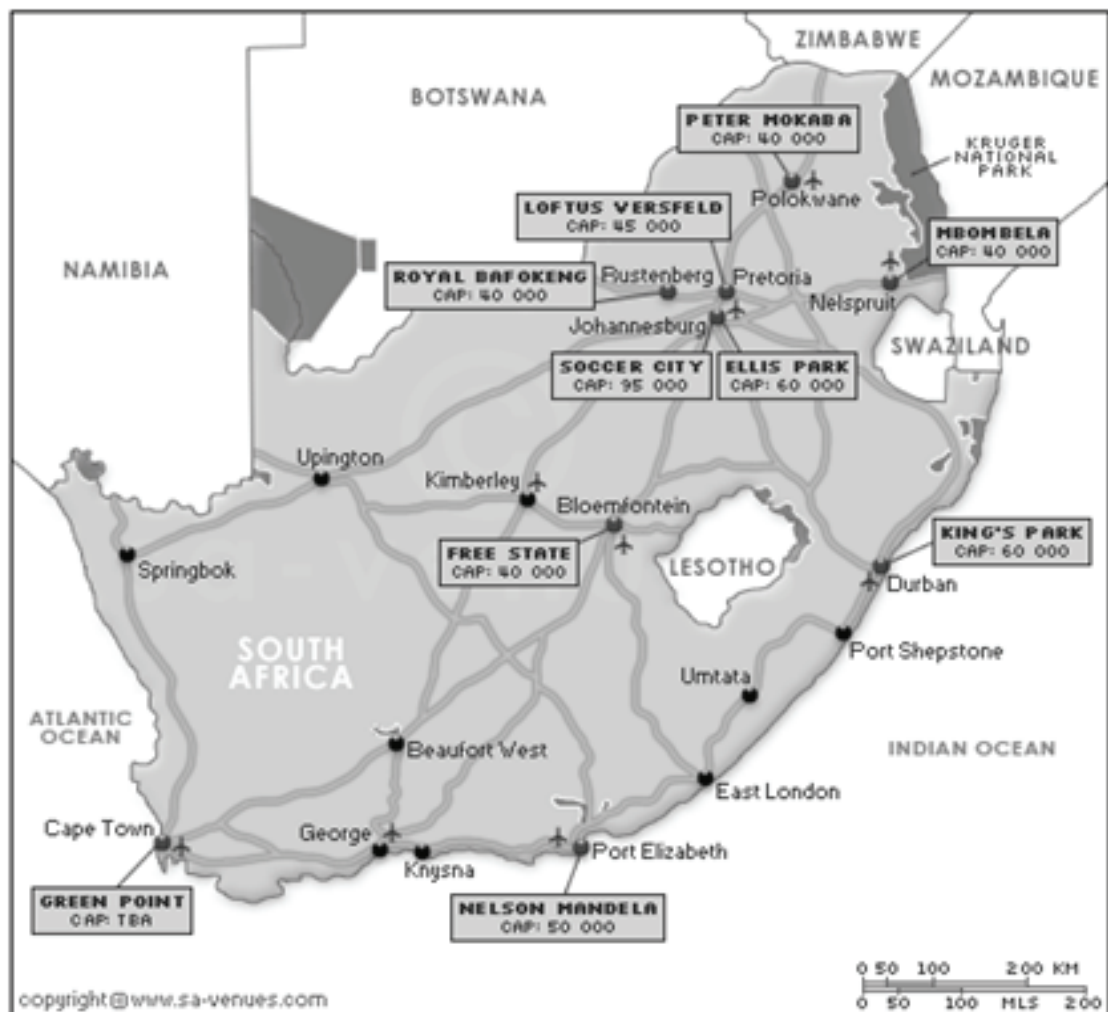 ZIMBABWE
MOZAMBIQUE
BOTSWANA
PETER MOKABA
CAP: 40 000
KRUGER
NATIONAL
PARK
Polokwane
LOFTUS VERSFELD
CAP: 45 000
MBOMBELA
CAP: 40 000
NAMIBIA
ROYAL BAFOKENG
CAP: 40 000
Rustenberg
Pretoria
Nelspruit
Johannesburg
SWAZILAND
SOCCER CITY
CAP: 95 000
ELLIS PARK
CAP: 60 000
Upington
Kimberley
Bloemfontein
KING'S PARK
CAP: 60 000
FREE STATE
CAP: 40 000
LESOTHO
Springbok
Durban
SOUTH
AFRICA
Port Shepstone
Umtata
ATLANTIC
OCEAN
Beaufort West
INDIAN OCEAN
East London
Cape Town
George
Knysna
Port Elizabeth
GREEN POINT
CAP: TBA
NELSON MANDELA
CAP: 50 000
0 50 100 200 KM
0 50 100 MLS 200
copyright@www.sa-venues.com